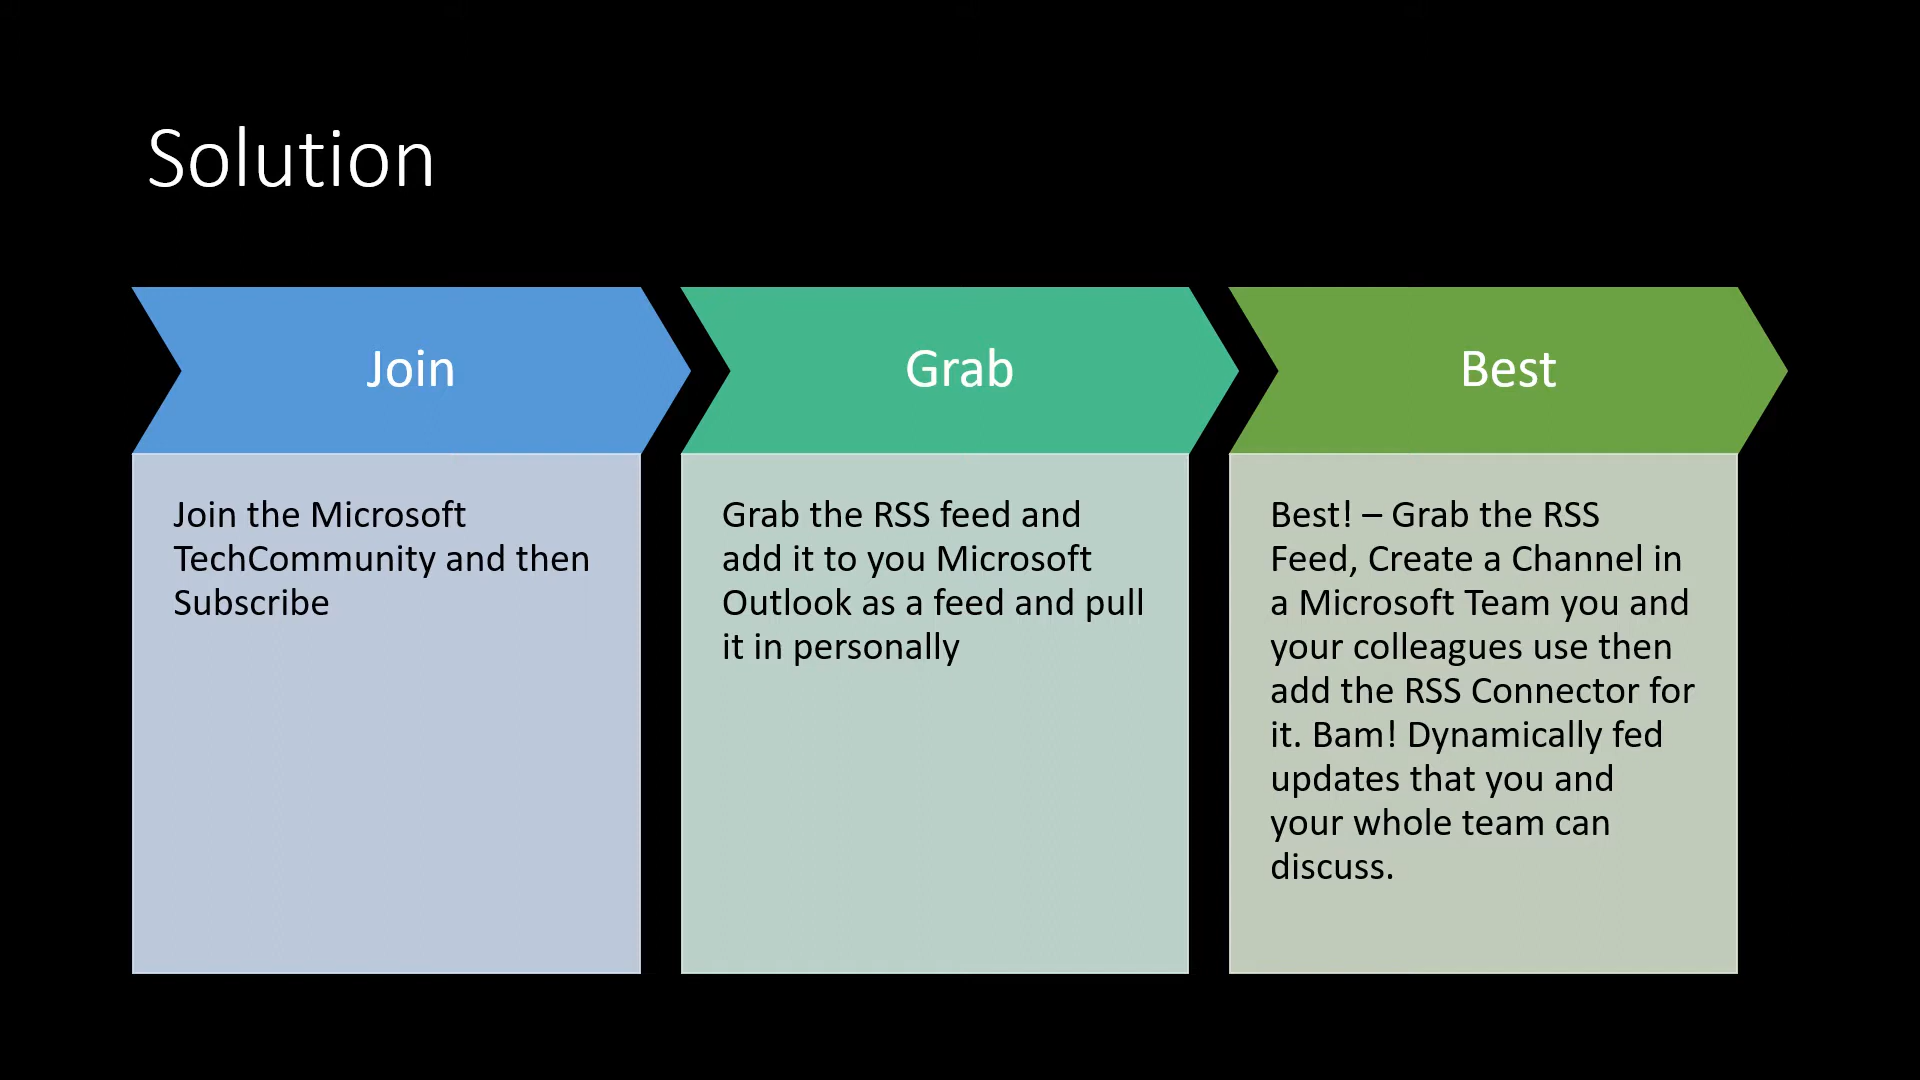 Solution
Join
Grab
Best
Join the Microsoft
TechCommunity and then
Subscribe
Grab the RSS feed and
add it to you Microsoft
Outlook as a feed and pull
it in personally
Best! – Grab the RSS
Feed, Create a Channel in
a Microsoft Team you and
your colleagues use then
add the RSS Connector for
it. Bam! Dynamically fed
updates that you and
your whole team can
discuss.